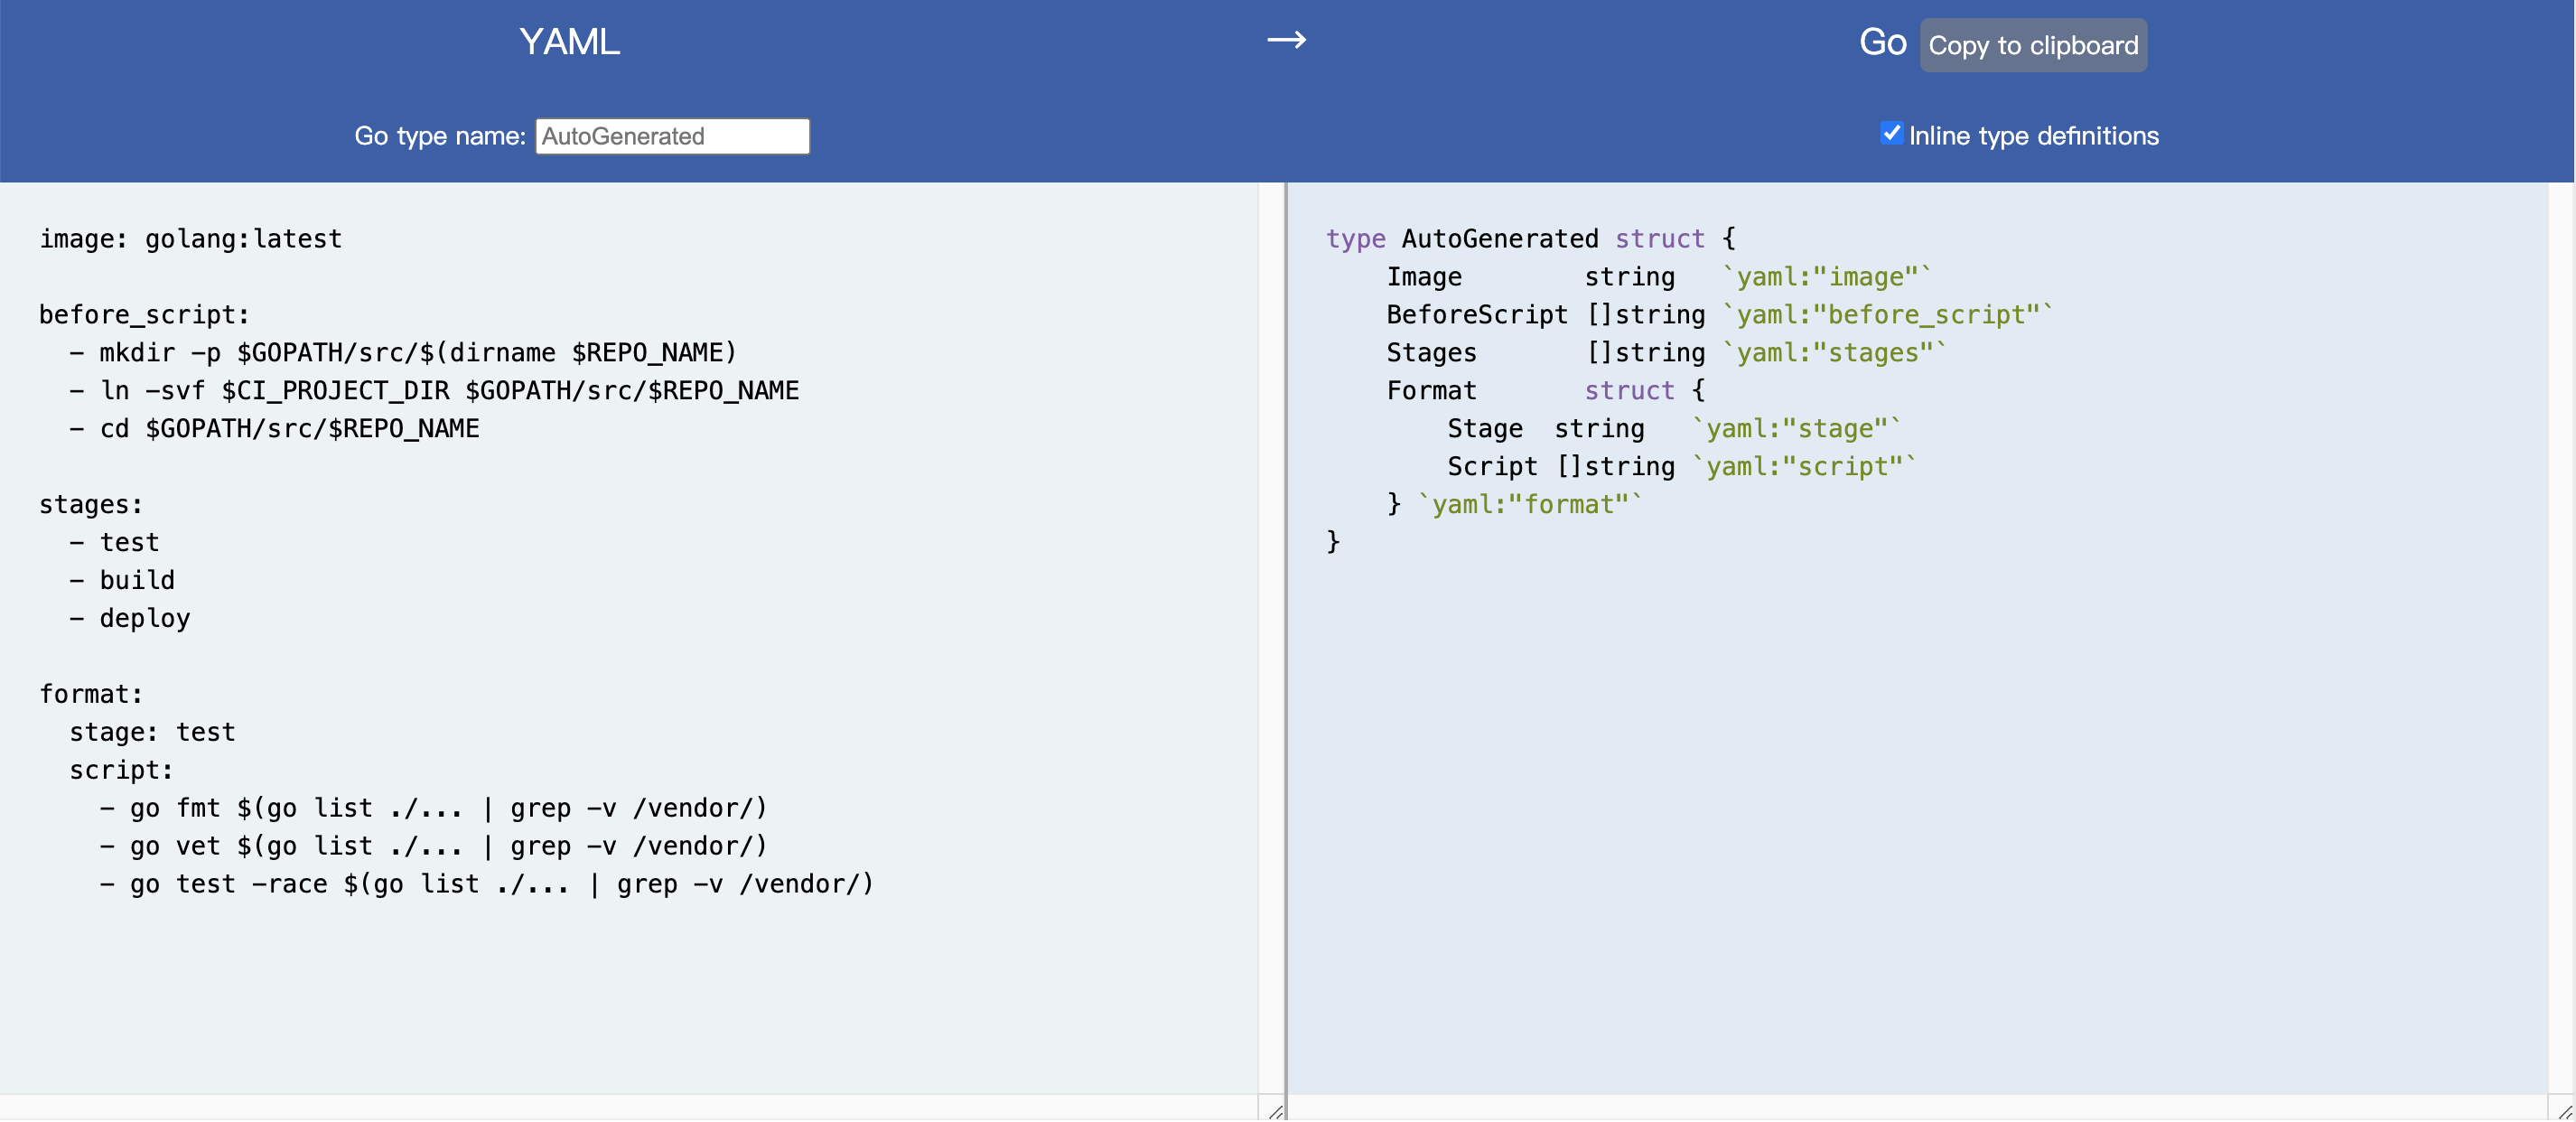 YAML
→
Go Copy to clipboard
Go type name: AutoGenerated
Inline type definitions
image: golang:latest

before_script:
  - mkdir -p $GOPATH/src/$(dirname $REPO_NAME)
  - ln -svf $CI_PROJECT_DIR $GOPATH/src/$REPO_NAME
  - cd $GOPATH/src/$REPO_NAME

stages:
  - test
  - build
  - deploy

format:
  stage: test
  script:
    - go fmt $(go list ./... | grep -v /vendor/)
    - go vet $(go list ./... | grep -v /vendor/)
    - go test -race $(go list ./... | grep -v /vendor/)
type AutoGenerated struct {
    Image        string   `yaml:"image"`
    BeforeScript []string `yaml:"before_script"`
    Stages       []string `yaml:"stages"`
    Format       struct {
        Stage  string   `yaml:"stage"`
        Script []string `yaml:"script"`
    } `yaml:"format"`
}